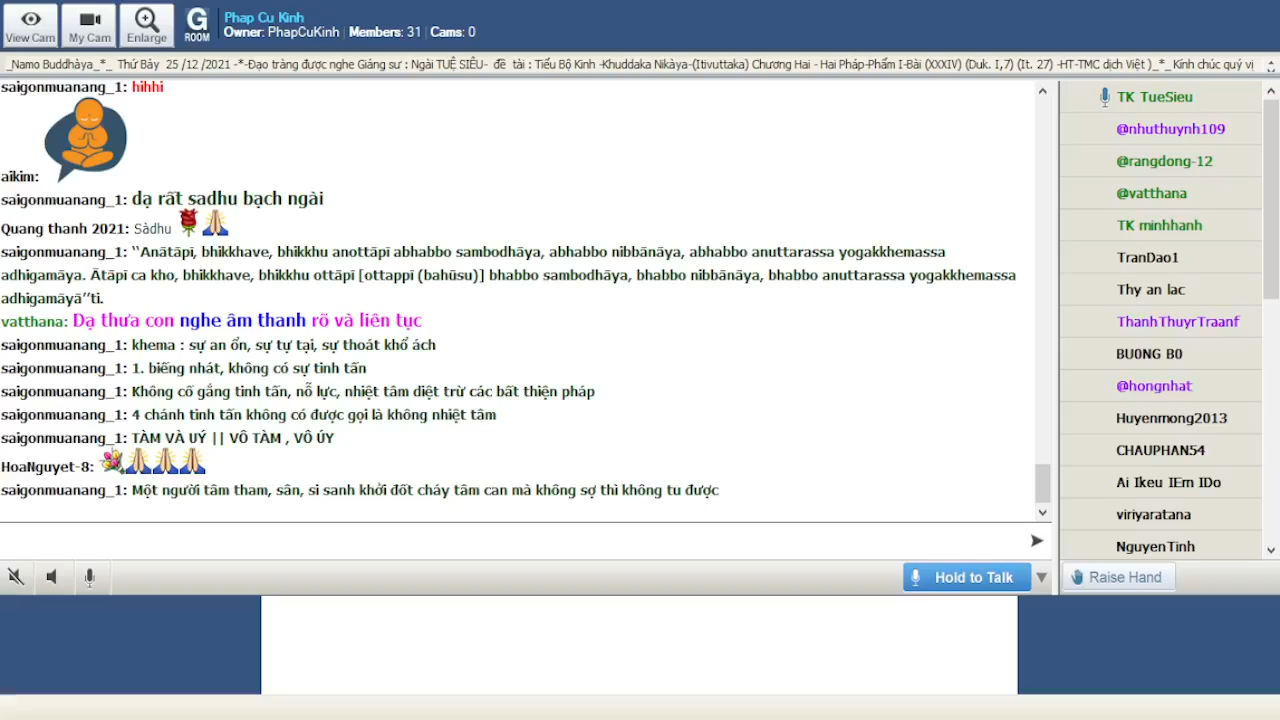 View Cam
My Cam
Enlarge
G
ROOM
Phap Cu Kinh
Owner: PhapCuKinh | Members: 31 | Cams: 0
_Namo Buddhàya_*_ Thứ Bảy 25 /12 /2021 -*-Đạo tràng được nghe Giảng sư : Ngài TUỆ SIÊU- đề tài : Tiểu Bộ Kinh -Khuddaka Nikàya-(Itivuttaka) Chương Hai - Hai Pháp-Phẩm I-Bài (XXXIV) (Duk. I,7) (It. 27) -HT-TMC dịch Việt )_*_Kính chúc quý vị
saigonmuanang_1: hihhi
aikim:
saigonmuanang_1: dạ rất sadhu bạch ngài
Quang thanh 2021: Sàdhu
saigonmuanang_1: “Anātāpī, bhikkhave, bhikkhu anottāpī abhabbo sambodhāya, abhabbo nibbānāya, abhabbo anuttarassa yogakkhemassa
adhigamāya. Ātāpī ca kho, bhikkhave, bhikkhu ottāpī [ottappī (bahūsu)] bhabbo sambodhāya, bhabbo nibbānāya, bhabbo anuttarassa yogakkhemassa
adhigamāyā’’ti.
vatthana: Dạ thưa con nghe âm thanh rõ và liên tục
saigonmuanang_1: khema : sự an ổn, sự tự tại, sự thoát khổ ách
saigonmuanang_1: 1. biếng nhát, không có sự tinh tấn
saigonmuanang_1: Không cố gắng tinh tấn, nỗ lực, nhiệt tâm diệt trừ các bất thiện pháp
saigonmuanang_1: 4 chánh tinh tấn không có được gọi là không nhiệt tâm
saigonmuanang_1: TÀM VÀ UÝ || VÔ TÀM , VÔ ÚY
HoaNguyet-8:
saigonmuanang_1: Một người tâm tham, sân, si sanh khởi đốt cháy tâm can mà không sợ thì không tu được
TK TueSieu
@nhuthuynh109
@rangdong-12
@vatthana
TK minhhanh
TranDao1
Thy an lac
ThanhThuyrTraanf
BU0NG B0
@hongnhat
Huyenmong2013
CHAUPHAN54
Ai Ikeu IEm IDo
viriyaratana
NguyenTinh
Hold to Talk
Raise Hand